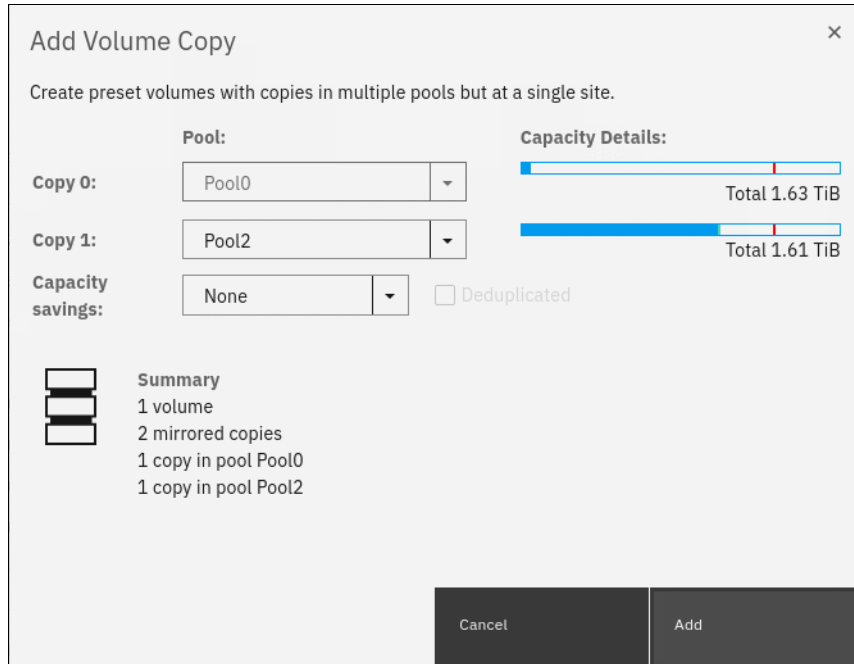 Add Volume Copy
Create preset volumes with copies in multiple pools but at a single site.
Pool:
Capacity Details:
Copy 0:
Pool0
Total 1.63 TiB
Copy 1:
Pool2
Total 1.61 TiB
Capacity
savings:
None
Deduplicated
Summary
1 volume
2 mirrored copies
1 copy in pool Pool0
1 copy in pool Pool2
Cancel
Add